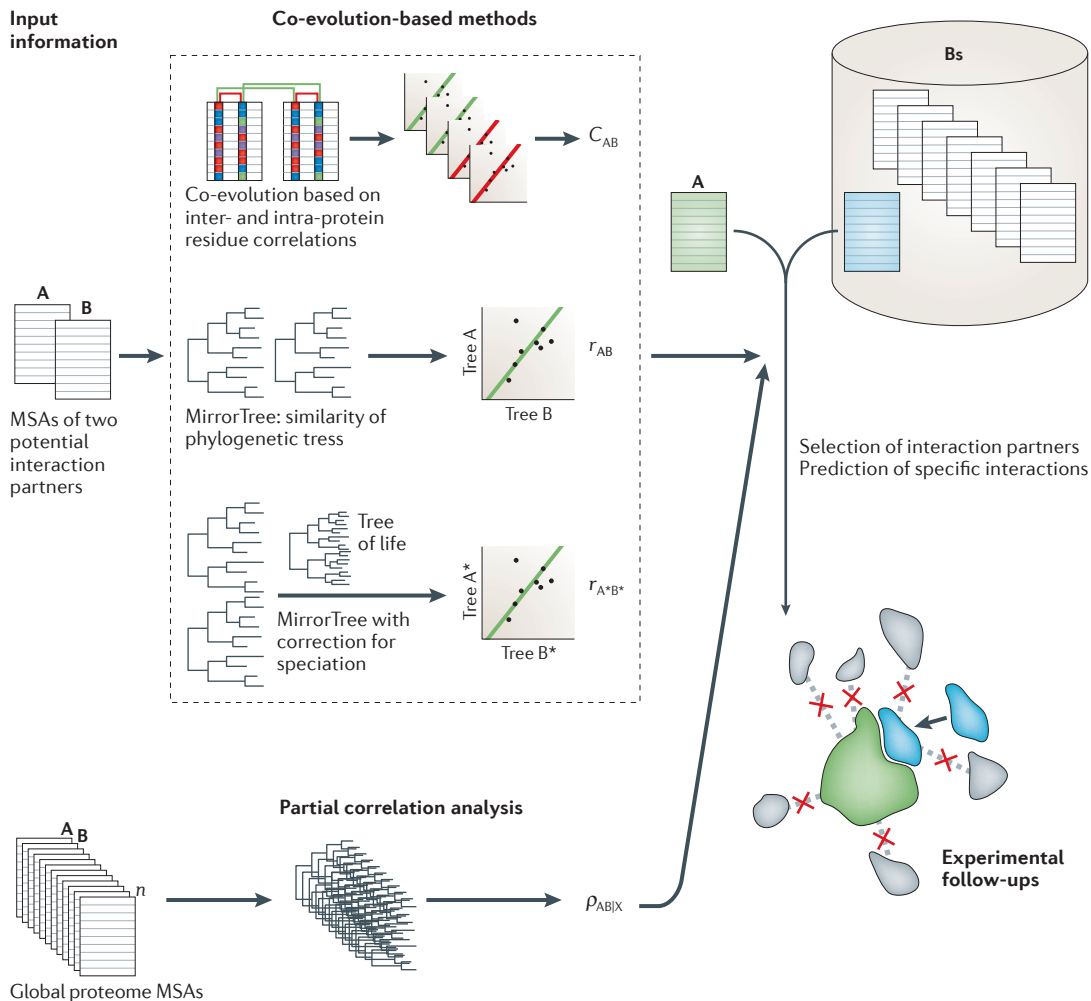 Input
information
Co-evolution-based methods
Bs
C_AB
A
Co-evolution based on
inter- and intra-protein
residue correlations
A
B
Tree A
r_AB
Tree B
MirrorTree: similarity of
phylogenetic tress
MSAs of two
potential
interaction
partners
Selection of interaction partners
Prediction of specific interactions
Tree
of life
Tree A*
r_A*B*
MirrorTree with
correction for
speciation
Tree B*
Partial correlation analysis
A
B
n
ρ_AB|X
Experimental
follow-ups
Global proteome MSAs